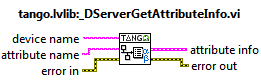 tango.lvlib:_DServerGetAttributeInfo.vi
device name
attribute name
error in
TANGO
attribute info
error out